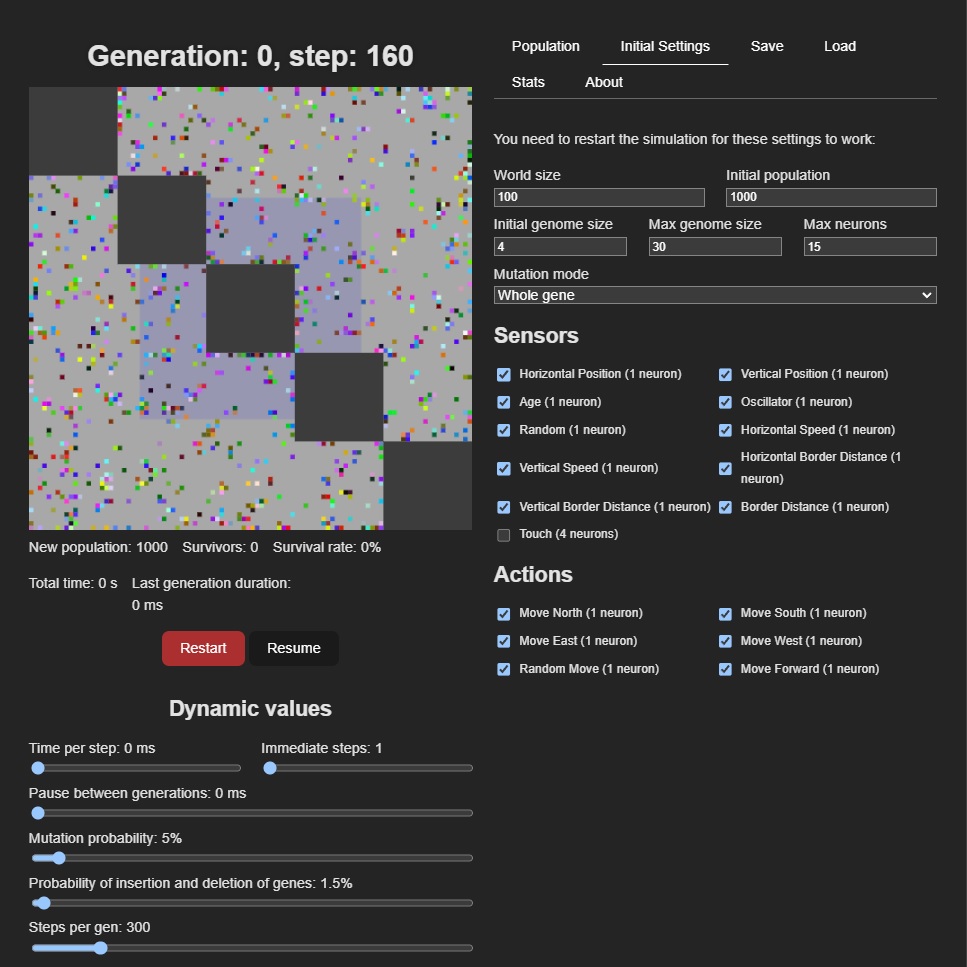 Generation: 0, step: 160
New population: 1000 Survivors: 0 Survival rate: 0%
Total time: 0 s Last generation duration:
0 ms
Restart Resume
Dynamic values
Time per step: 0 ms Immediate steps: 1
Pause between generations: 0 ms
Mutation probability: 5%
Probability of insertion and deletion of genes: 1.5%
Steps per gen: 300
Population Initial Settings Save Load
Stats About
You need to restart the simulation for these settings to work:
World size Initial population
100 1000
Initial genome size Max genome size Max neurons
4 30 15
Mutation mode
Whole gene
Sensors
Horizontal Position (1 neuron) Vertical Position (1 neuron)
Age (1 neuron) Oscillator (1 neuron)
Random (1 neuron) Horizontal Speed (1 neuron)
Vertical Speed (1 neuron) Horizontal Border Distance (1
neuron)
Vertical Border Distance (1 neuron) Border Distance (1 neuron)
Touch (4 neurons)
Actions
Move North (1 neuron) Move South (1 neuron)
Move East (1 neuron) Move West (1 neuron)
Random Move (1 neuron) Move Forward (1 neuron)